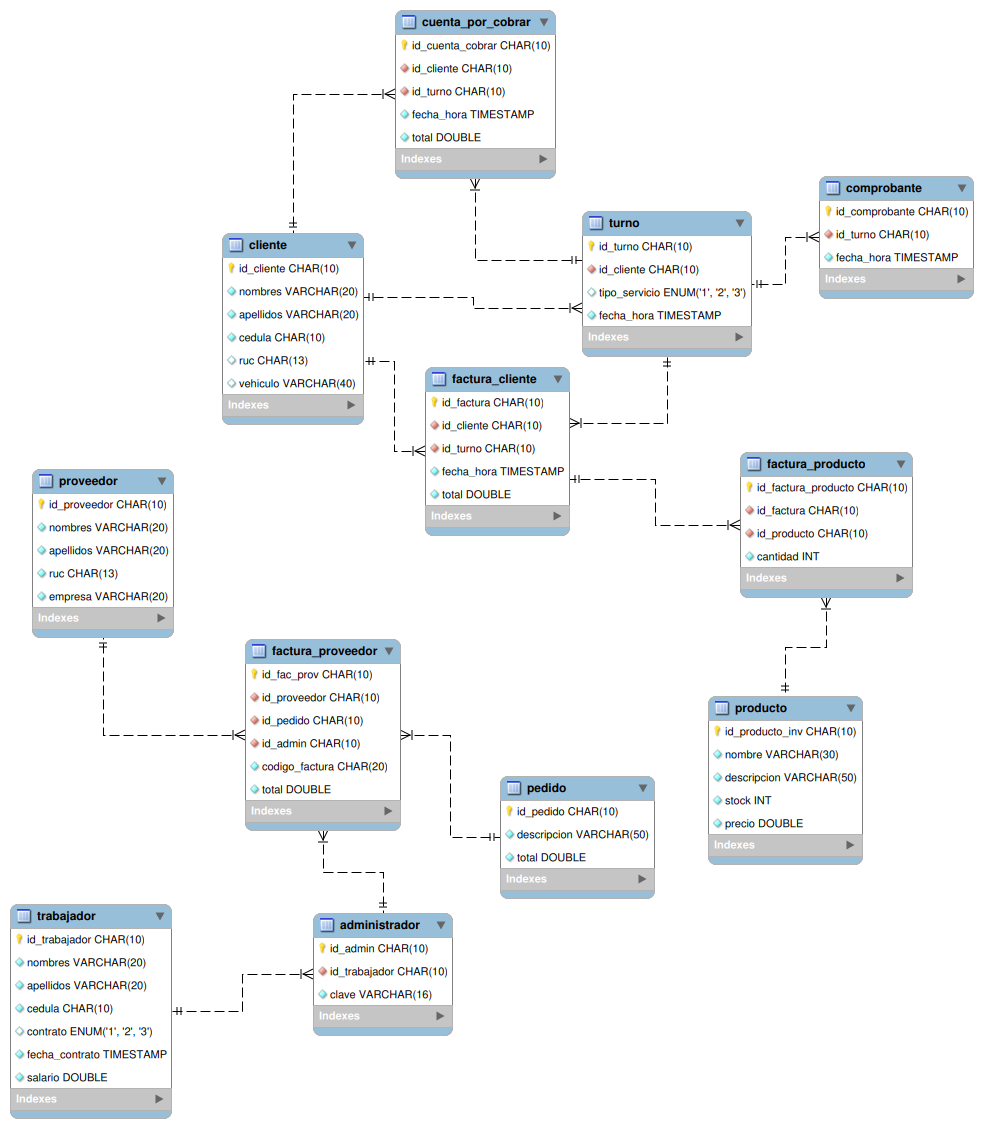 cuenta_por_cobrar
id_cuenta_cobrar CHAR(10)
id_cliente CHAR(10)
id_turno CHAR(10)
fecha_hora TIMESTAMP
total DOUBLE
Indexes
comprobante
id_comprobante CHAR(10)
id_turno CHAR(10)
fecha_hora TIMESTAMP
Indexes
turno
id_turno CHAR(10)
id_cliente CHAR(10)
tipo_servicio ENUM('1', '2', '3')
fecha_hora TIMESTAMP
Indexes
cliente
id_cliente CHAR(10)
nombres VARCHAR(20)
apellidos VARCHAR(20)
cedula CHAR(10)
ruc CHAR(13)
vehiculo VARCHAR(40)
Indexes
factura_cliente
id_factura CHAR(10)
id_cliente CHAR(10)
id_turno CHAR(10)
fecha_hora TIMESTAMP
total DOUBLE
Indexes
factura_producto
id_factura_producto CHAR(10)
id_factura CHAR(10)
id_producto CHAR(10)
cantidad INT
Indexes
proveedor
id_proveedor CHAR(10)
nombres VARCHAR(20)
apellidos VARCHAR(20)
ruc CHAR(13)
empresa VARCHAR(20)
Indexes
factura_proveedor
id_fac_prov CHAR(10)
id_proveedor CHAR(10)
id_pedido CHAR(10)
id_admin CHAR(10)
codigo_factura CHAR(20)
total DOUBLE
Indexes
producto
id_producto_inv CHAR(10)
nombre VARCHAR(30)
descripcion VARCHAR(50)
stock INT
precio DOUBLE
Indexes
pedido
id_pedido CHAR(10)
descripcion VARCHAR(50)
total DOUBLE
Indexes
trabajador
id_trabajador CHAR(10)
nombres VARCHAR(20)
apellidos VARCHAR(20)
cedula CHAR(10)
contrato ENUM('1', '2', '3')
fecha_contrato TIMESTAMP
salario DOUBLE
Indexes
administrador
id_admin CHAR(10)
id_trabajador CHAR(10)
clave VARCHAR(16)
Indexes